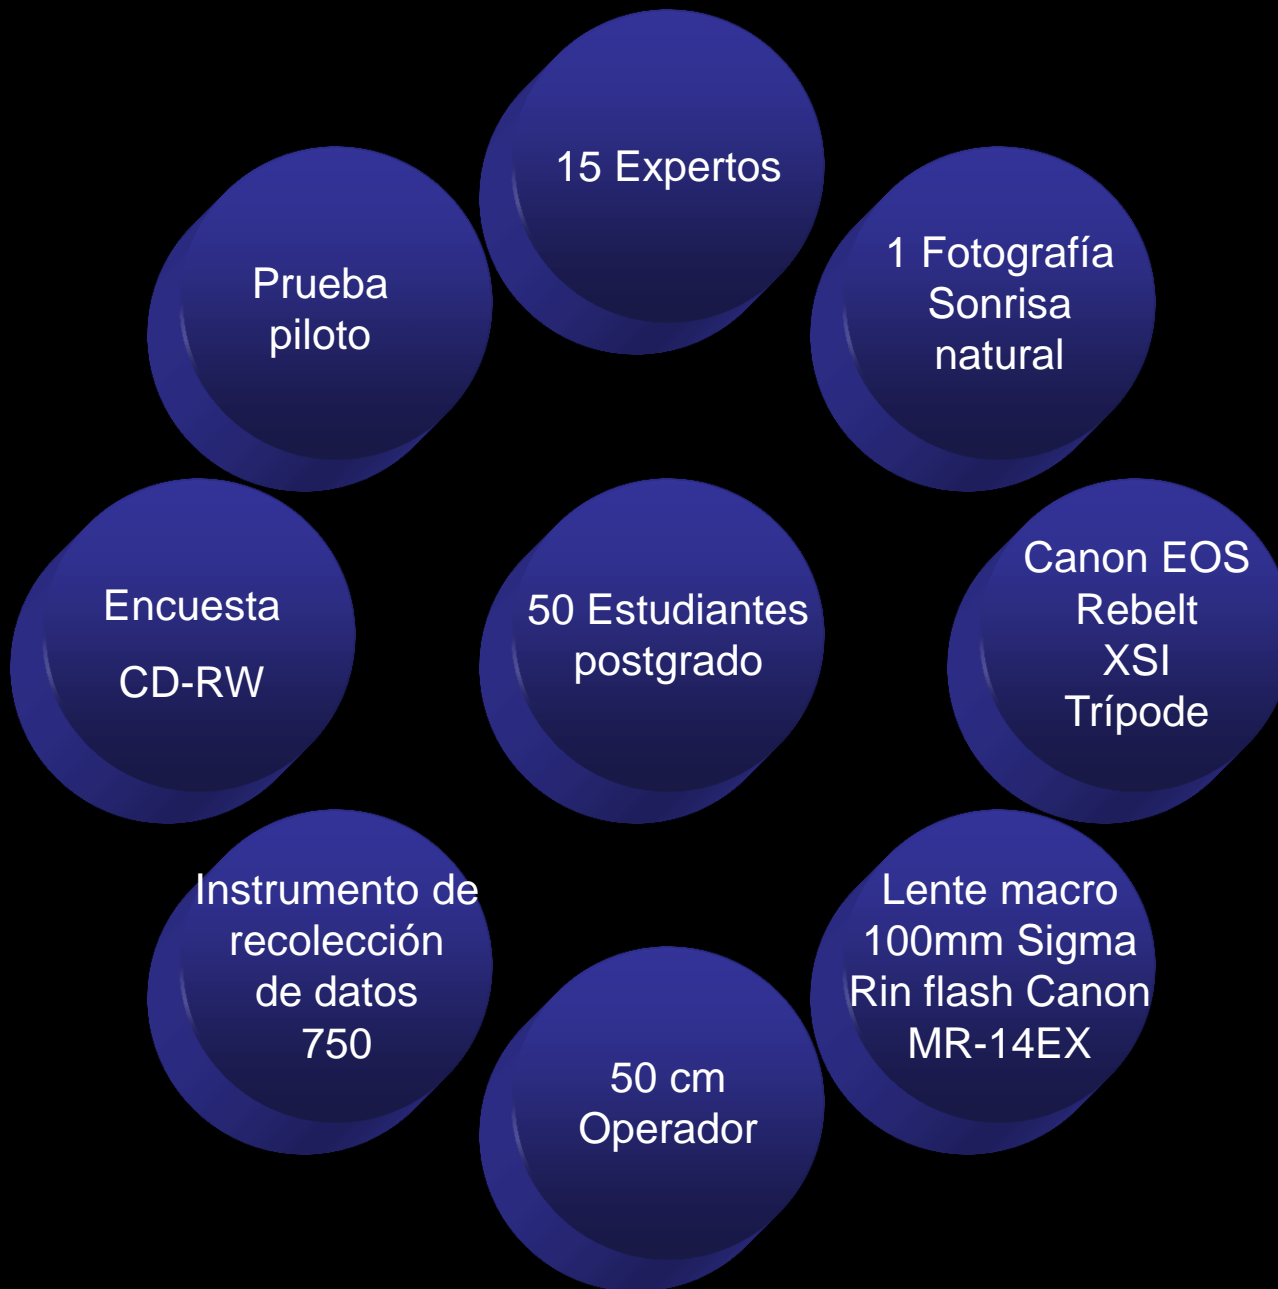 15 Expertos
1 Fotografía
Sonrisa
natural
Prueba
piloto
Canon EOS
Rebelt
XSI
Trípode
Encuesta
CD-RW
50 Estudiantes
postgrado
Lente macro
100mm Sigma
Rin flash Canon
MR-14EX
Instrumento de
recolección
de datos
750
50 cm
Operador